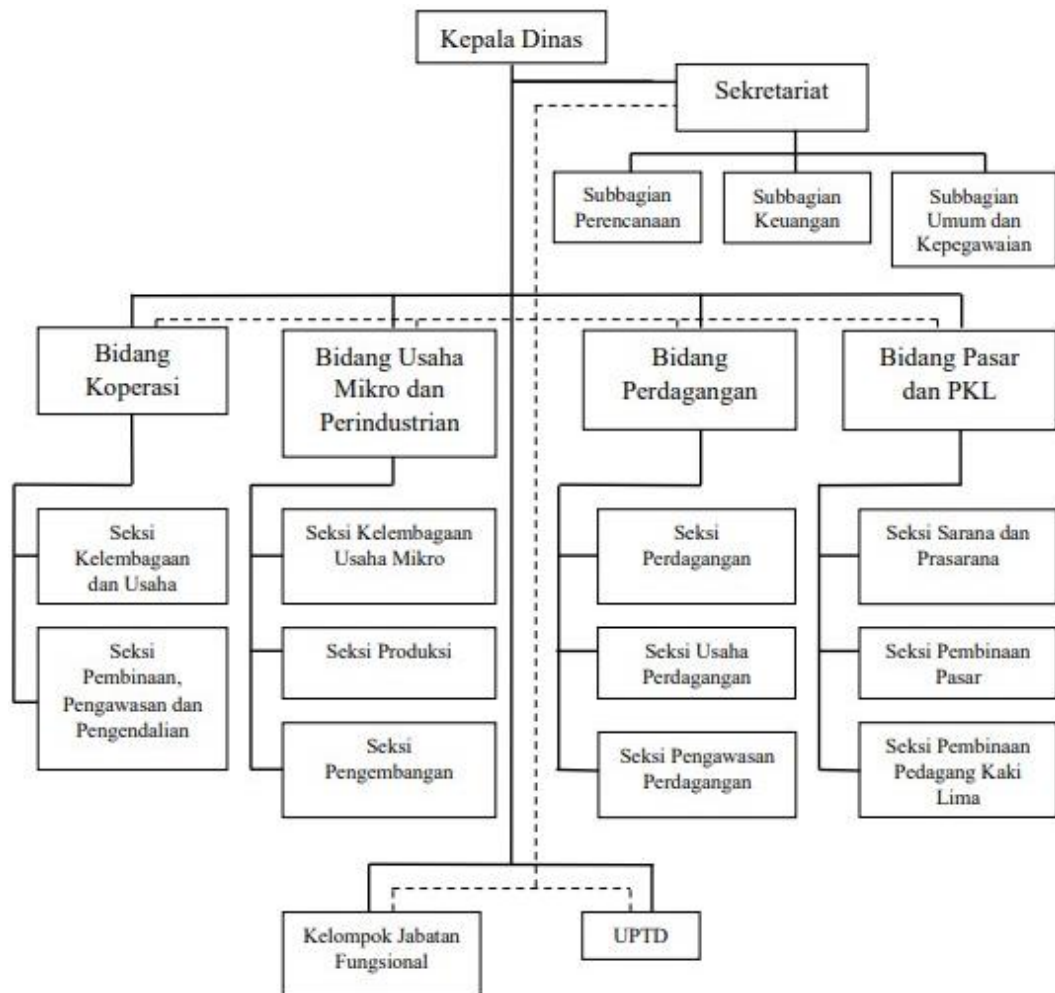 Kepala Dinas
Sekretariat
Subbagian
Perencanaan
Subbagian
Keuangan
Subbagian
Umum dan
Kepegawaian
Bidang
Koperasi
Bidang Usaha
Mikro dan
Perindustrian
Bidang
Perdagangan
Bidang Pasar
dan PKL
Seksi
Kelembagaan
dan Usaha
Seksi
Pembinaan,
Pengawasan dan
Pengendalian
Seksi Kelembagaan
Usaha Mikro
Seksi Produksi
Seksi
Pengembangan
Seksi
Perdagangan
Seksi Usaha
Perdagangan
Seksi Pengawasan
Perdagangan
Seksi Sarana dan
Prasarana
Seksi Pembinaan
Pasar
Seksi Pembinaan
Pedagang Kaki
Lima
Kelompok Jabatan
Fungsional
UPTD